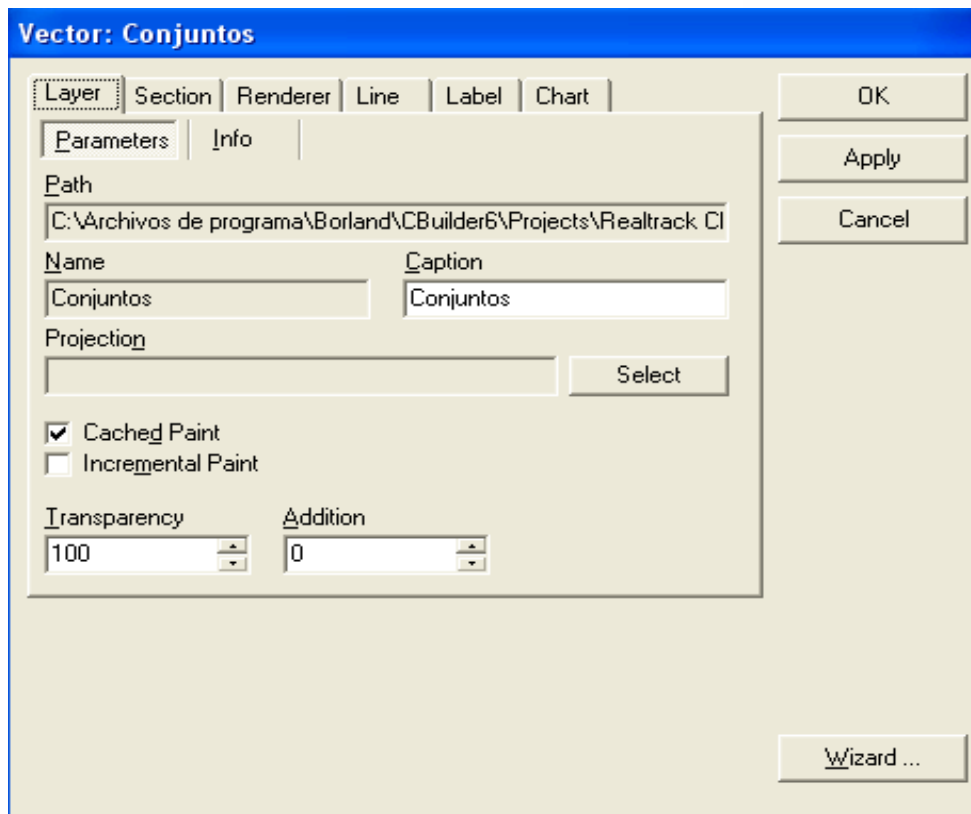 Vector: Conjuntos
Layer Section Renderer Line Label Chart
Parameters Info
Path
C:\Archivos de programa\Borland\CBuilder6\Projects\Realtrack Cl
Name Caption
Conjuntos Conjuntos
Projection
Select
Cached Paint
Incremental Paint
Transparency Addition
100 0
OK
Apply
Cancel
Wizard ...